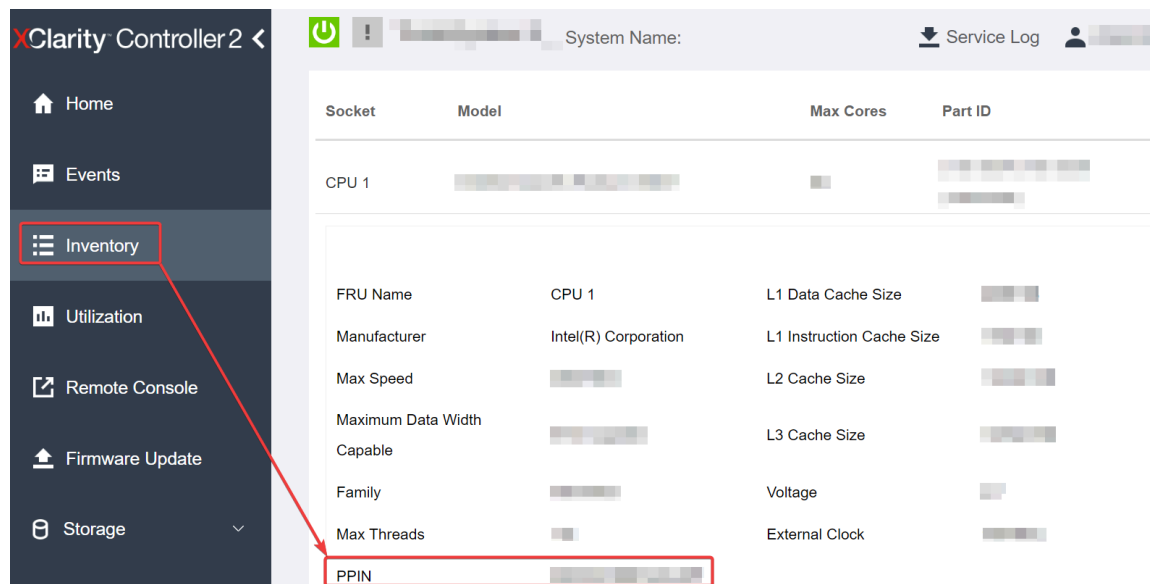 XClarity Controller 2
System Name:
Service Log
Home
Events
Inventory
Utilization
Remote Console
Firmware Update
Storage
Socket Model Max Cores Part ID
CPU 1
FRU Name CPU 1 L1 Data Cache Size
Manufacturer Intel(R) Corporation L1 Instruction Cache Size
Max Speed L2 Cache Size
Maximum Data Width
Capable
L3 Cache Size
Family Voltage
Max Threads External Clock
PPIN